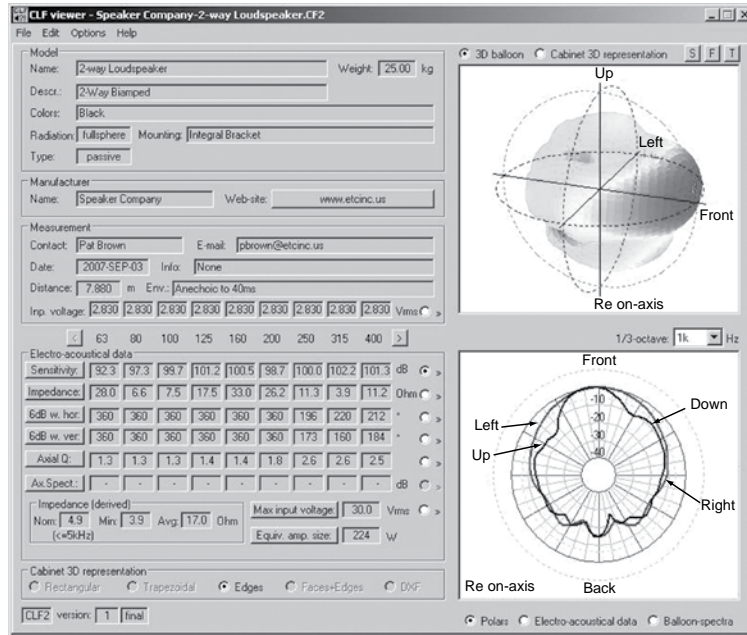 CLF viewer - Speaker Company-2-way Loudspeaker.CF2
File Edit Options Help
Model
Name: 2-way Loudspeaker Weight: 25.00 kg
Descr.: 2-Way Biamped
Colors: Black
Radiation: fullsphere Mounting: Integral Bracket
Type: passive
Manufacturer
Name: Speaker Company Web-site: www.etcinc.us
Measurement
Contact: Pat Brown E-mail: pbrown@etcinc.us
Date: 2007-SEP-03 Info: None
Distance: 7.880 m Env.: Anechoic to 40ms
Inp. voltage: 2.830 2.830 2.830 2.830 2.830 2.830 2.830 2.830 2.830 Vrms »
< 63 80 100 125 160 200 250 315 400 >
Electro-acoustical data
Sensitivity: 92.3 97.3 99.7 101.2 100.5 98.7 100.0 102.2 101.3 dB »
Impedance: 28.0 6.6 7.5 17.5 33.0 26.2 11.3 3.9 11.2 Ohm »
6dB w. hor: 360 360 360 360 360 360 196 220 212 ° »
6dB w. ver: 360 360 360 360 360 360 173 160 184 ° »
Axial Q: 1.3 1.3 1.3 1.4 1.4 1.8 2.6 2.6 2.5 »
Ax.Spect.: - - - - - - - - - dB »
Impedance (derived)
Nom: 4.9 Min: 3.9 Avg: 17.0 Ohm
(<=5kHz)
Max input voltage: 30.0 Vrms »
Equiv. amp. size: 224 W
Cabinet 3D representation
Rectangular Trapezoidal Edges Faces+Edges DXF
CLF2 version: 1 final
3D balloon Cabinet 3D representation S F T
Up
Left
Front
Re on-axis
1/3-octave: 1k Hz
Front
-10
-20
-30
-40
Left
Up
Down
Right
Re on-axis
Back
Polars Electro-acoustical data Balloon-spectra